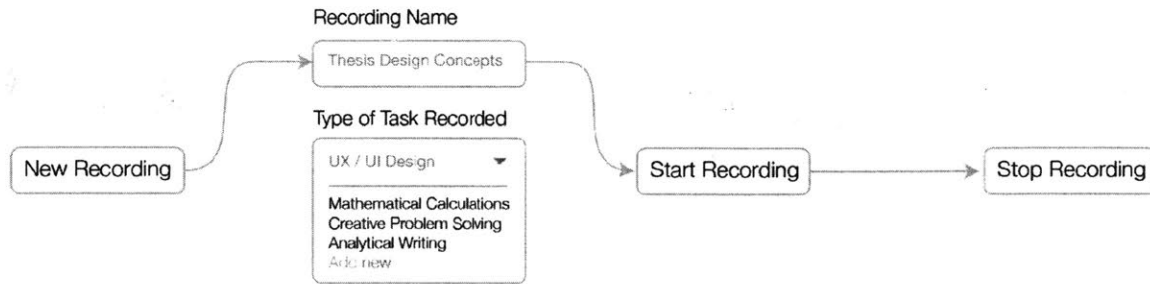 Recording Name
Thesis Design Concepts
Type of Task Recorded
New Recording
UX / UI Design
Start Recording
Stop Recording
Mathematical Calculations
Creative Problem Solving
Analytical Writing
Add new